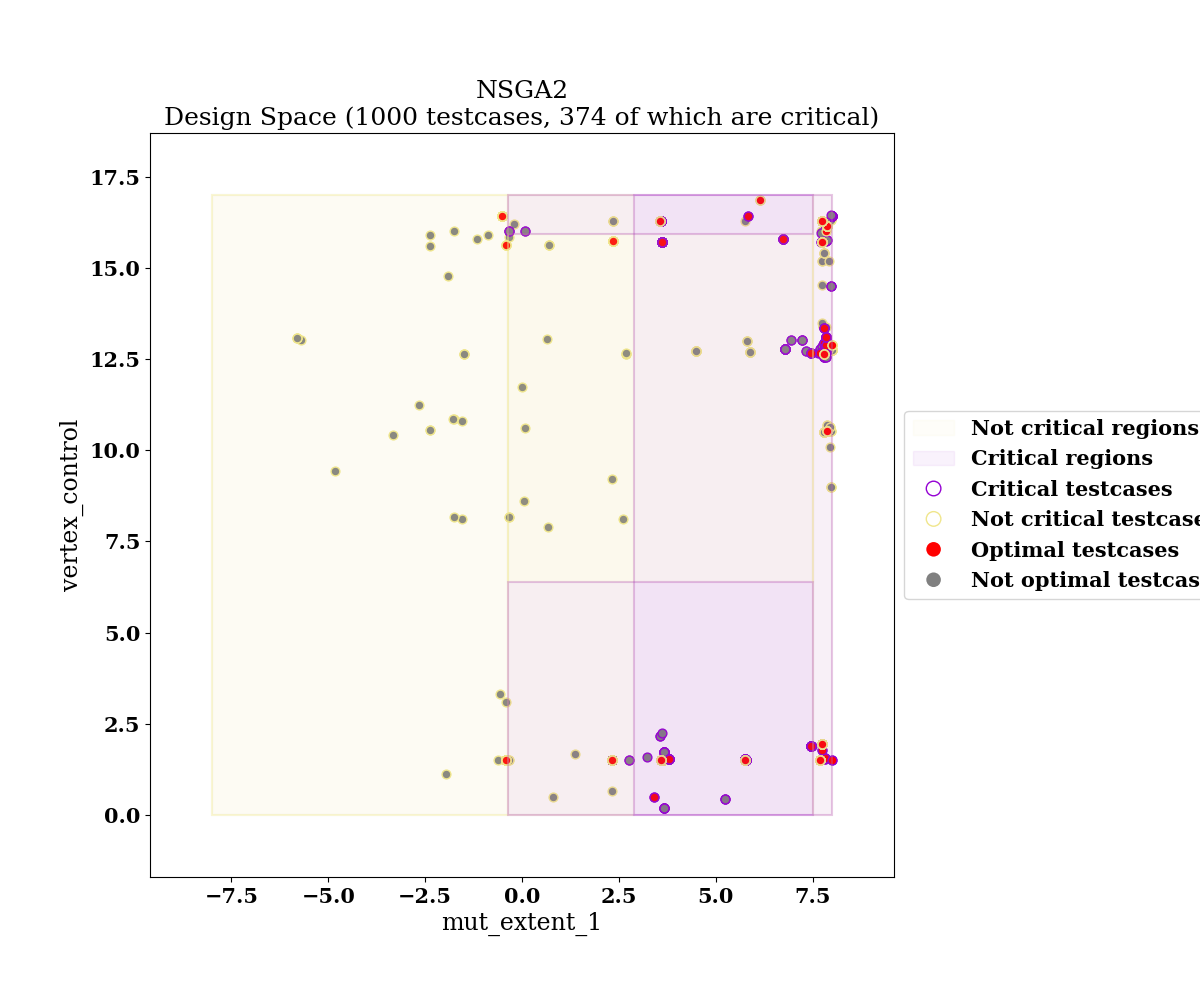 NSGA2
Design Space (1000 testcases, 374 of which are critical)
17.5
15.0
12.5
10.0
7.5
5.0
2.5
0.0
vertex_control
−7.5
−5.0
−2.5
0.0
2.5
5.0
7.5
mut_extent_1
Not critical regions
Critical regions
Critical testcases
Not critical testcase
Optimal testcases
Not optimal testcas